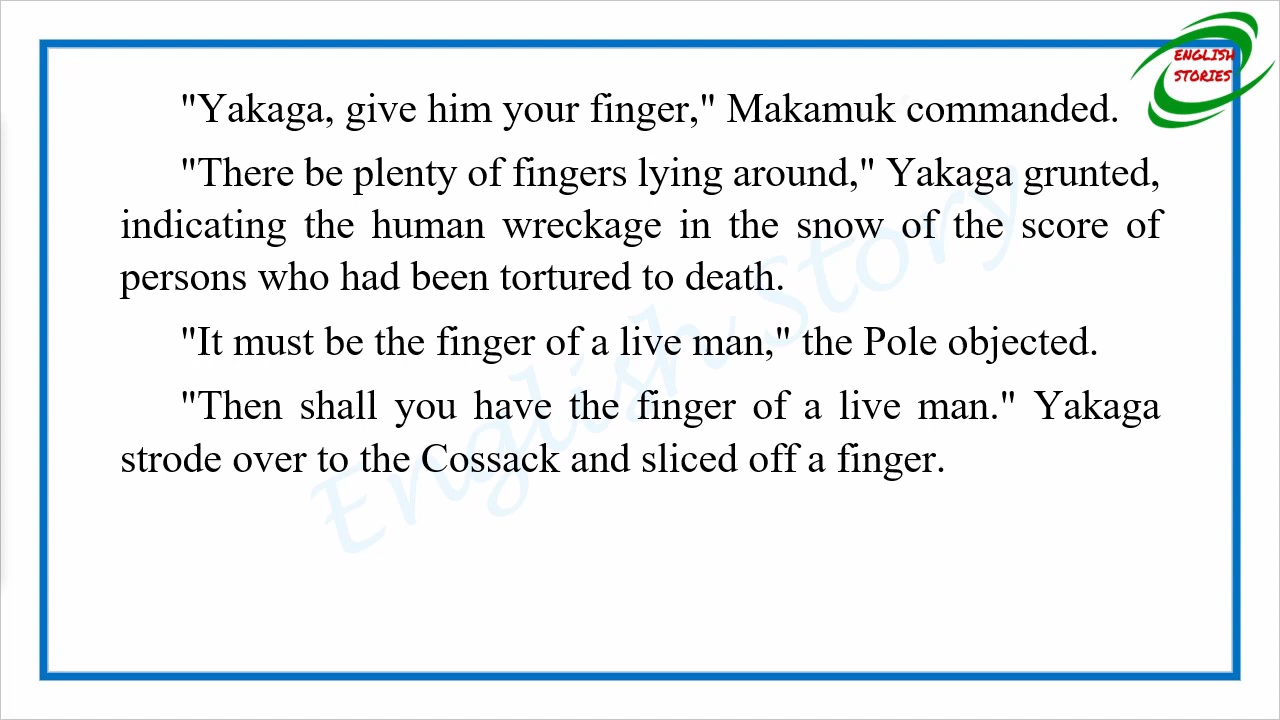 ENGLISH
STORIES
"Yakaga, give him your finger," Makamuk commanded.
"There be plenty of fingers lying around," Yakaga grunted,
indicating the human wreckage in the snow of the score of
persons who had been tortured to death.
"It must be the finger of a live man," the Pole objected.
"Then shall you have the finger of a live man." Yakaga
strode over to the Cossack and sliced off a finger.
English Story